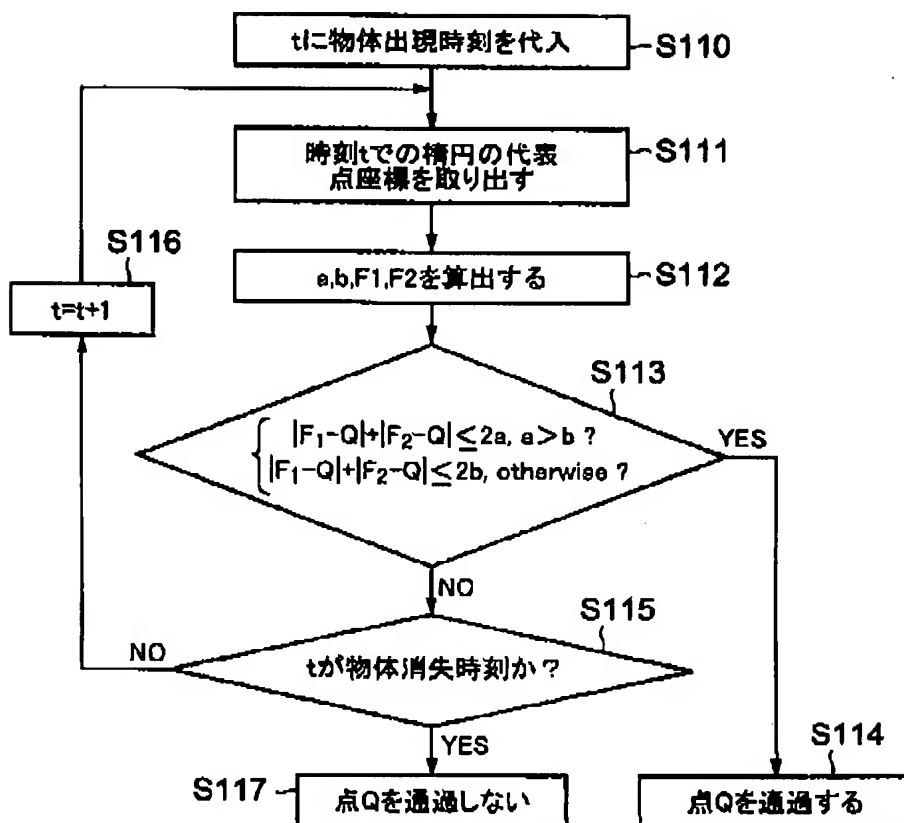 tに物体出現時刻を代入
S110
時刻tでの楕円の代表
点座標を取り出す
S111
S116
t=t+1
a,b,F1,F2を算出する
S112
S113
|F₁−Q|+|F₂−Q|≦2a, a>b ?
|F₁−Q|+|F₂−Q|≦2b, otherwise ?
YES
NO
S115
NO
tが物体消失時刻か?
YES
S114
S117
点Qを通過しない
点Qを通過する